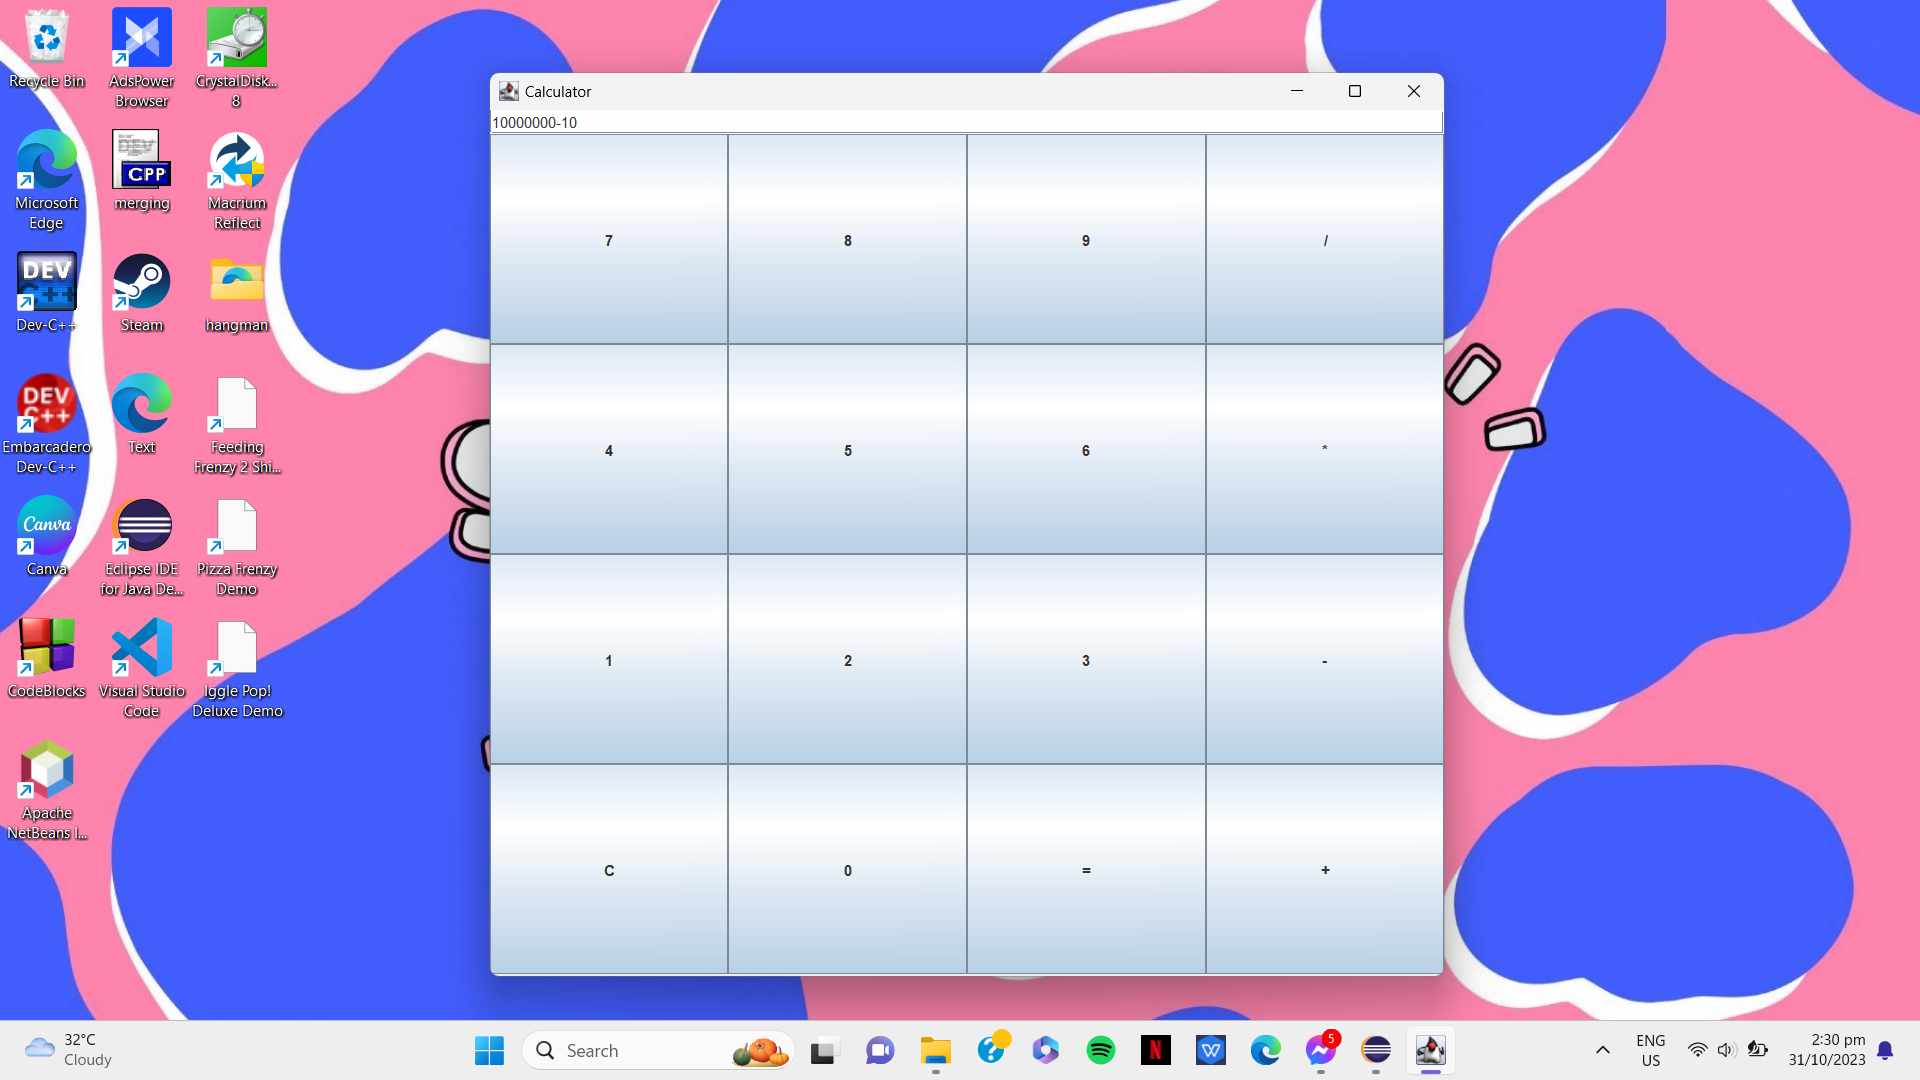 Recycle Bin
AdsPower
Browser
CrystalDisk...
8
Microsoft
Edge
CPP
merging
Macrium
Reflect
DEV
C++
Dev-C++
Steam
hangman
DEV
C++
Embarcadero
Dev-C++
Text
Feeding
Frenzy 2 Shi...
Canva
Canva
Eclipse IDE
for Java De...
Pizza Frenzy
Demo
CodeBlocks
Visual Studio
Code
Iggle Pop!
Deluxe Demo
Apache
NetBeans I...
Calculator
10000000-10
7 8 9 /
4 5 6 *
1 2 3 -
C 0 = +
32°C
Cloudy
Search
?
N
W
5
ENG
US
2:30 pm
31/10/2023